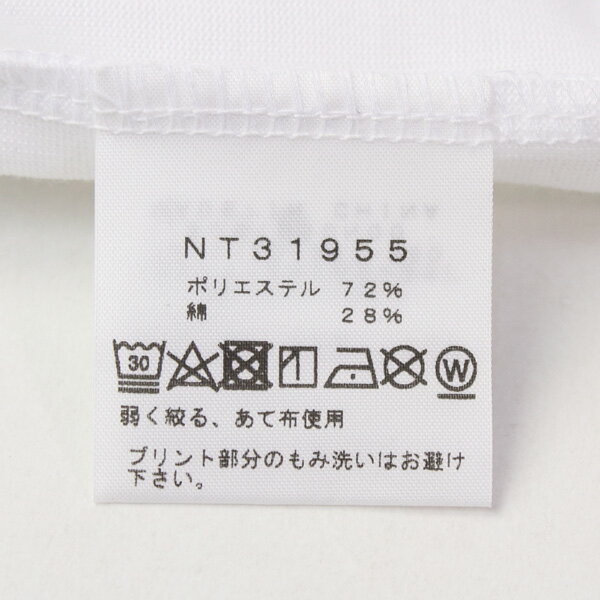 NT31955
ポリエステル 72%
綿 28%
30 W
弱く絞る、あて布使用
プリント部分のもみ洗いはお避け
下さい。